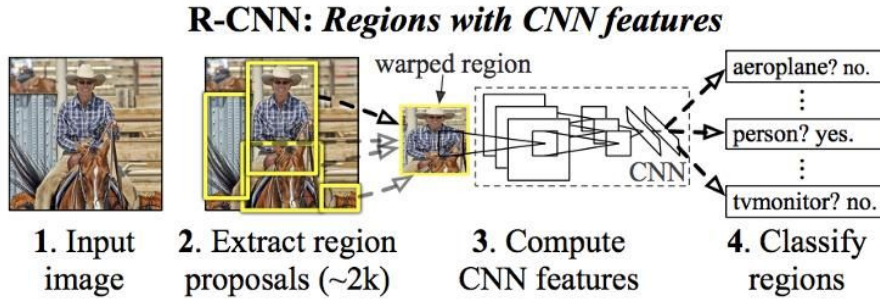 R-CNN: Regions with CNN features
warped region
aeroplane? no.
⋮
person? yes.
⋮
tvmonitor? no.
CNN
1. Input
image
2. Extract region
proposals (~2k)
3. Compute
CNN features
4. Classify
regions